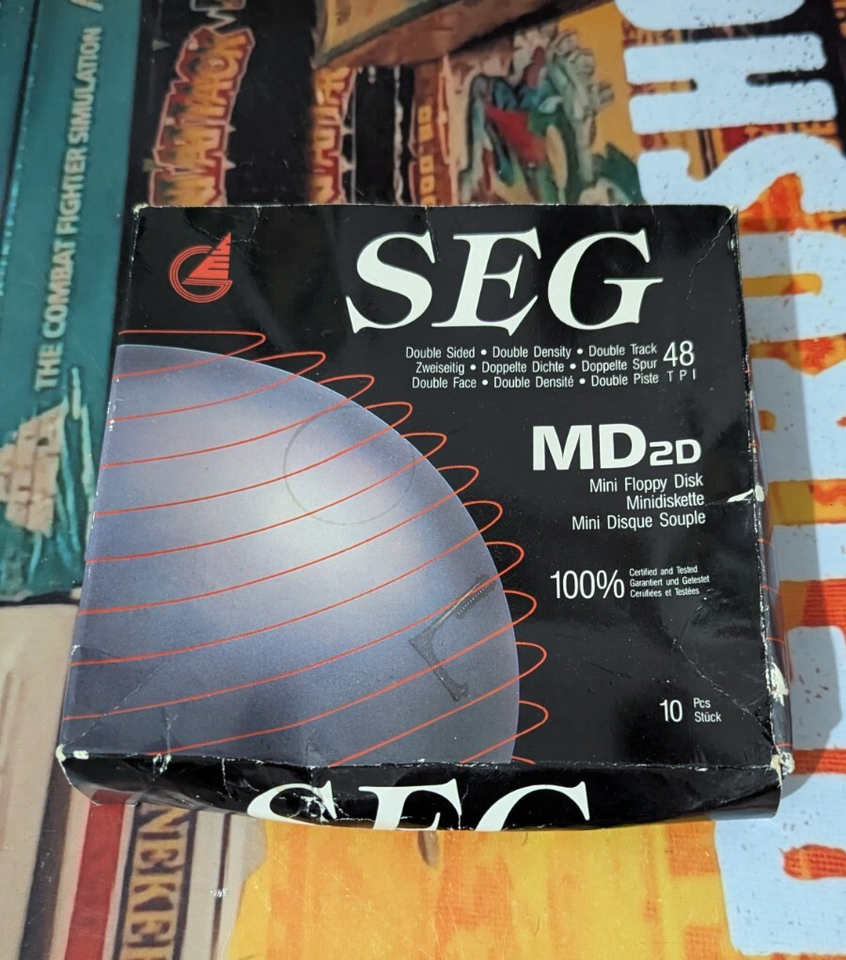 THE COMBAT FIGHTER SIMULATION
SEG
Double Sided • Double Density • Double Track
Zweiseitig • Doppelte Dichte • Doppelte Spur
Double Face • Double Densité • Double Piste
48
TPI
MD2D
Mini Floppy Disk
Minidiskette
Mini Disque Souple
100%
Certified and Tested
Garantiert und Getestet
Certifiées et Testées
10 Pcs
Stück
SEG